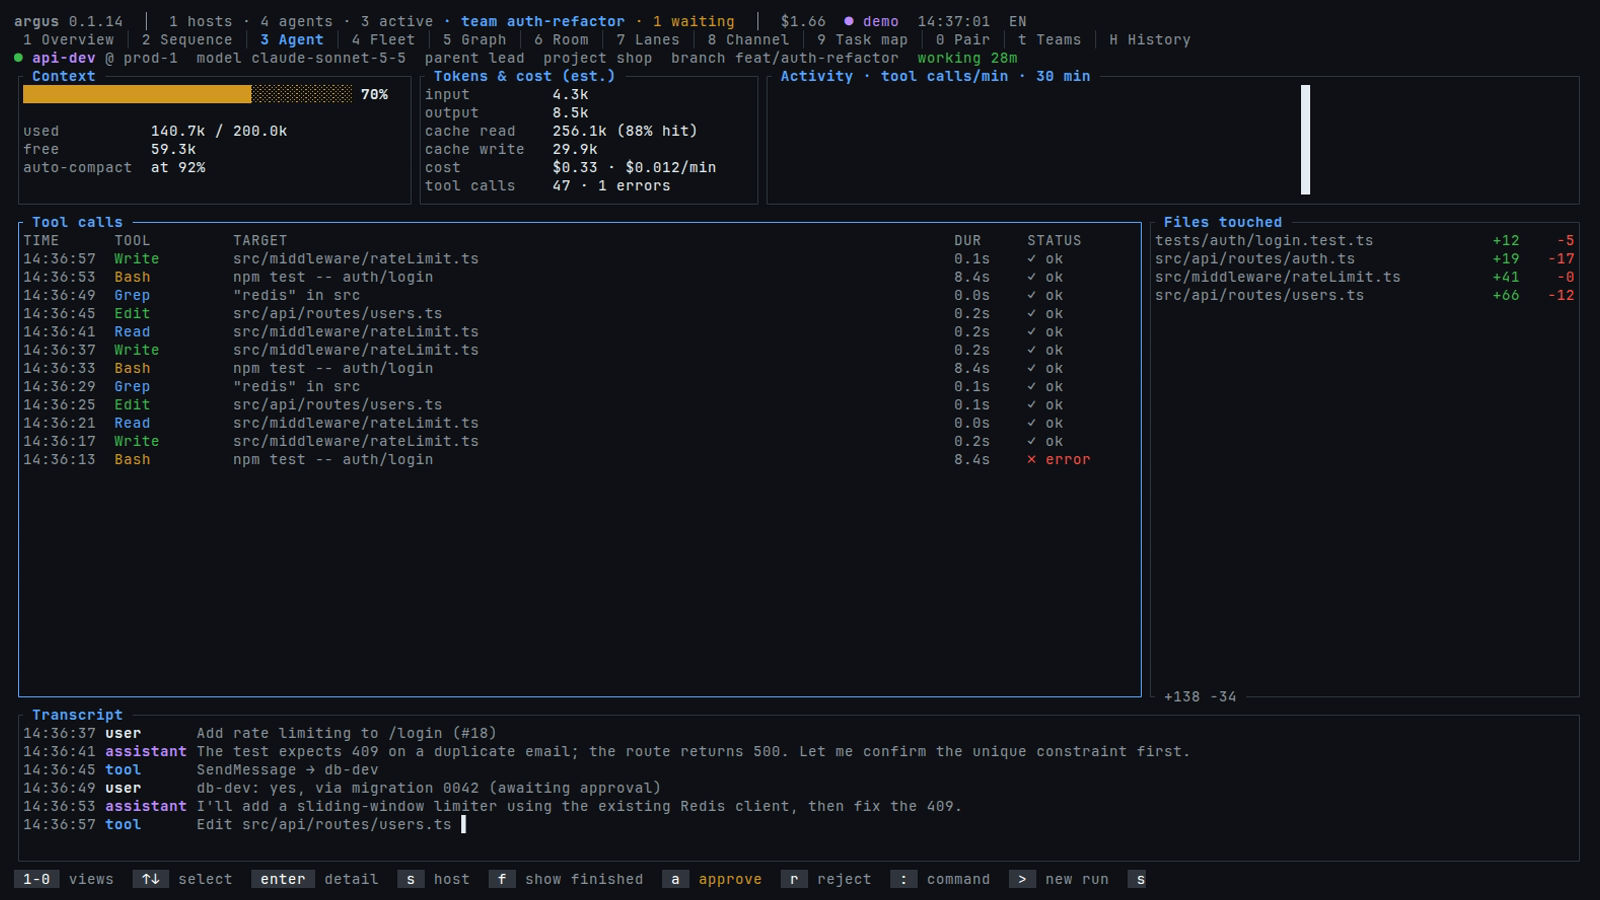 argus 0.1.14 │ 1 hosts · 4 agents · 3 active · team auth-refactor · 1 waiting │ $1.66 ● demo 14:37:01 EN
1 Overview │ 2 Sequence │ 3 Agent │ 4 Fleet │ 5 Graph │ 6 Room │ 7 Lanes │ 8 Channel │ 9 Task map │ 0 Pair │ t Teams │ H History
● api-dev @ prod-1 model claude-sonnet-5-5 parent lead project shop branch feat/auth-refactor working 28m
Context
70%
used 140.7k / 200.0k
free 59.3k
auto-compact at 92%
Tokens & cost (est.)
input 4.3k
output 8.5k
cache read 256.1k (88% hit)
cache write 29.9k
cost $0.33 · $0.012/min
tool calls 47 · 1 errors
Activity · tool calls/min · 30 min
Tool calls
TIME TOOL TARGET DUR STATUS
14:36:57 Write src/middleware/rateLimit.ts 0.1s ✓ ok
14:36:53 Bash npm test -- auth/login 8.4s ✓ ok
14:36:49 Grep "redis" in src 0.0s ✓ ok
14:36:45 Edit src/api/routes/users.ts 0.2s ✓ ok
14:36:41 Read src/middleware/rateLimit.ts 0.2s ✓ ok
14:36:37 Write src/middleware/rateLimit.ts 0.2s ✓ ok
14:36:33 Bash npm test -- auth/login 8.4s ✓ ok
14:36:29 Grep "redis" in src 0.1s ✓ ok
14:36:25 Edit src/api/routes/users.ts 0.1s ✓ ok
14:36:21 Read src/middleware/rateLimit.ts 0.0s ✓ ok
14:36:17 Write src/middleware/rateLimit.ts 0.2s ✓ ok
14:36:13 Bash npm test -- auth/login 8.4s ✕ error
Files touched
tests/auth/login.test.ts +12 -5
src/api/routes/auth.ts +19 -17
src/middleware/rateLimit.ts +41 -0
src/api/routes/users.ts +66 -12
+138 -34
Transcript
14:36:37 user Add rate limiting to /login (#18)
14:36:41 assistant The test expects 409 on a duplicate email; the route returns 500. Let me confirm the unique constraint first.
14:36:45 tool SendMessage → db-dev
14:36:49 user db-dev: yes, via migration 0042 (awaiting approval)
14:36:53 assistant I'll add a sliding-window limiter using the existing Redis client, then fix the 409.
14:36:57 tool Edit src/api/routes/users.ts
1-0 views ↑↓ select enter detail s host f show finished a approve r reject : command > new run s